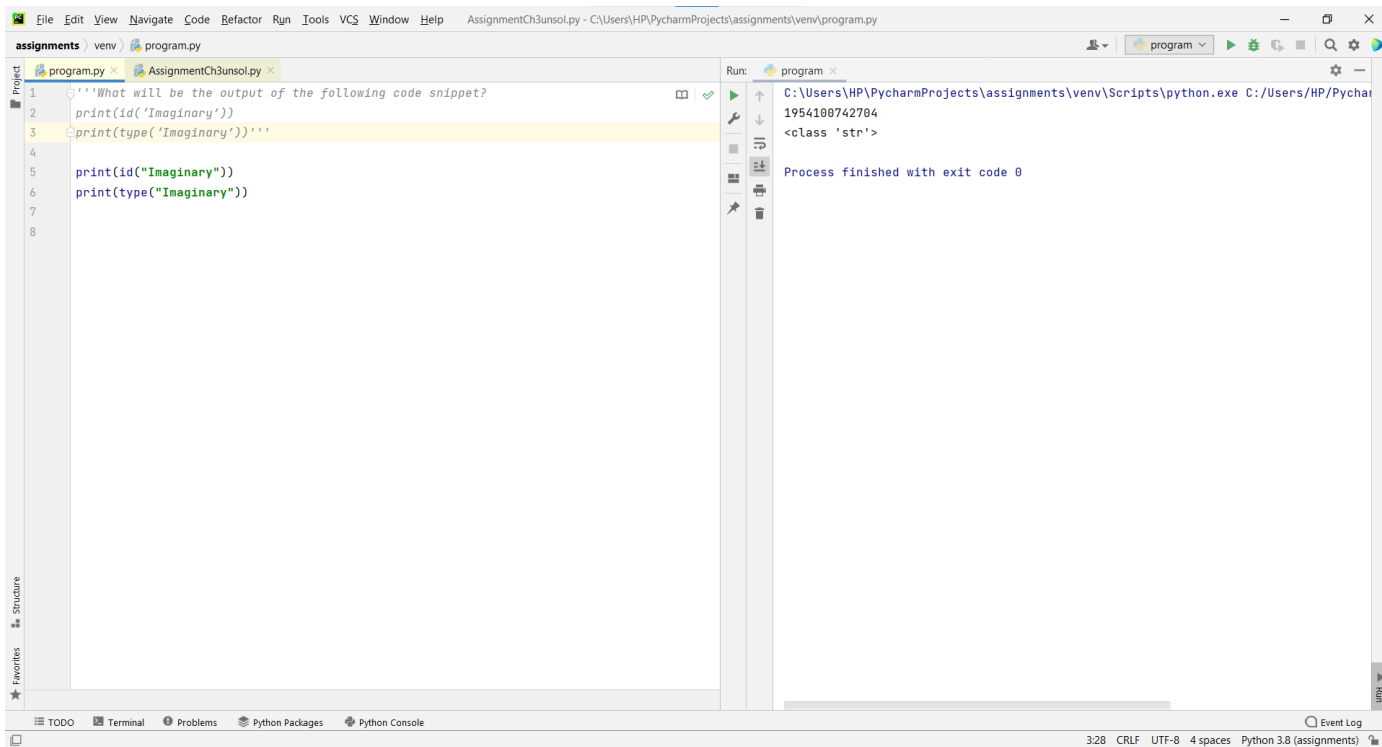 File Edit View Navigate Code Refactor Run Tools VCS Window Help AssignmentCh3unsol.py - C:\Users\HP\PycharmProjects\assignments\venv\program.py
assignments venv program.py
program
Project
program.py AssignmentCh3unsol.py
1 '''What will be the output of the following code snippet?
2 print(id(‘Imaginary’))
3 print(type(‘Imaginary’))'''
4
5 print(id("Imaginary"))
6 print(type("Imaginary"))
7
8
Run: program
C:\Users\HP\PycharmProjects\assignments\venv\Scripts\python.exe C:/Users/HP/Pychar
1954100742704
<class 'str'>
Process finished with exit code 0
Structure
Favorites
Run
TODO Terminal Problems Python Packages Python Console Event Log
3:28 CRLF UTF-8 4 spaces Python 3.8 (assignments)